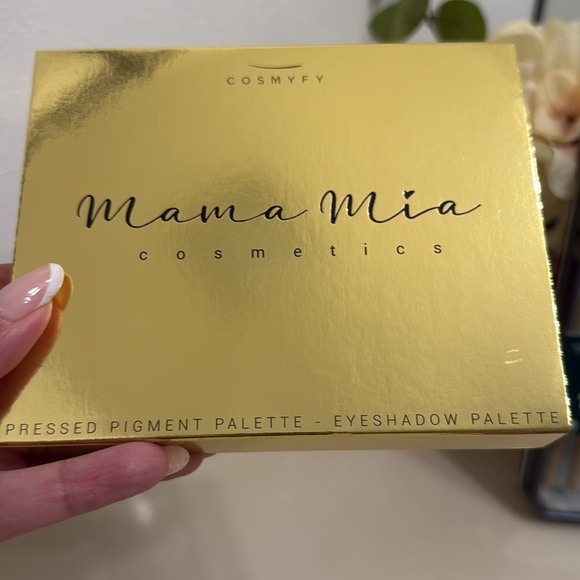 COSMYFY
Mama Mia
cosmetics
PRESSED PIGMENT PALETTE - EYESHADOW PALETTE